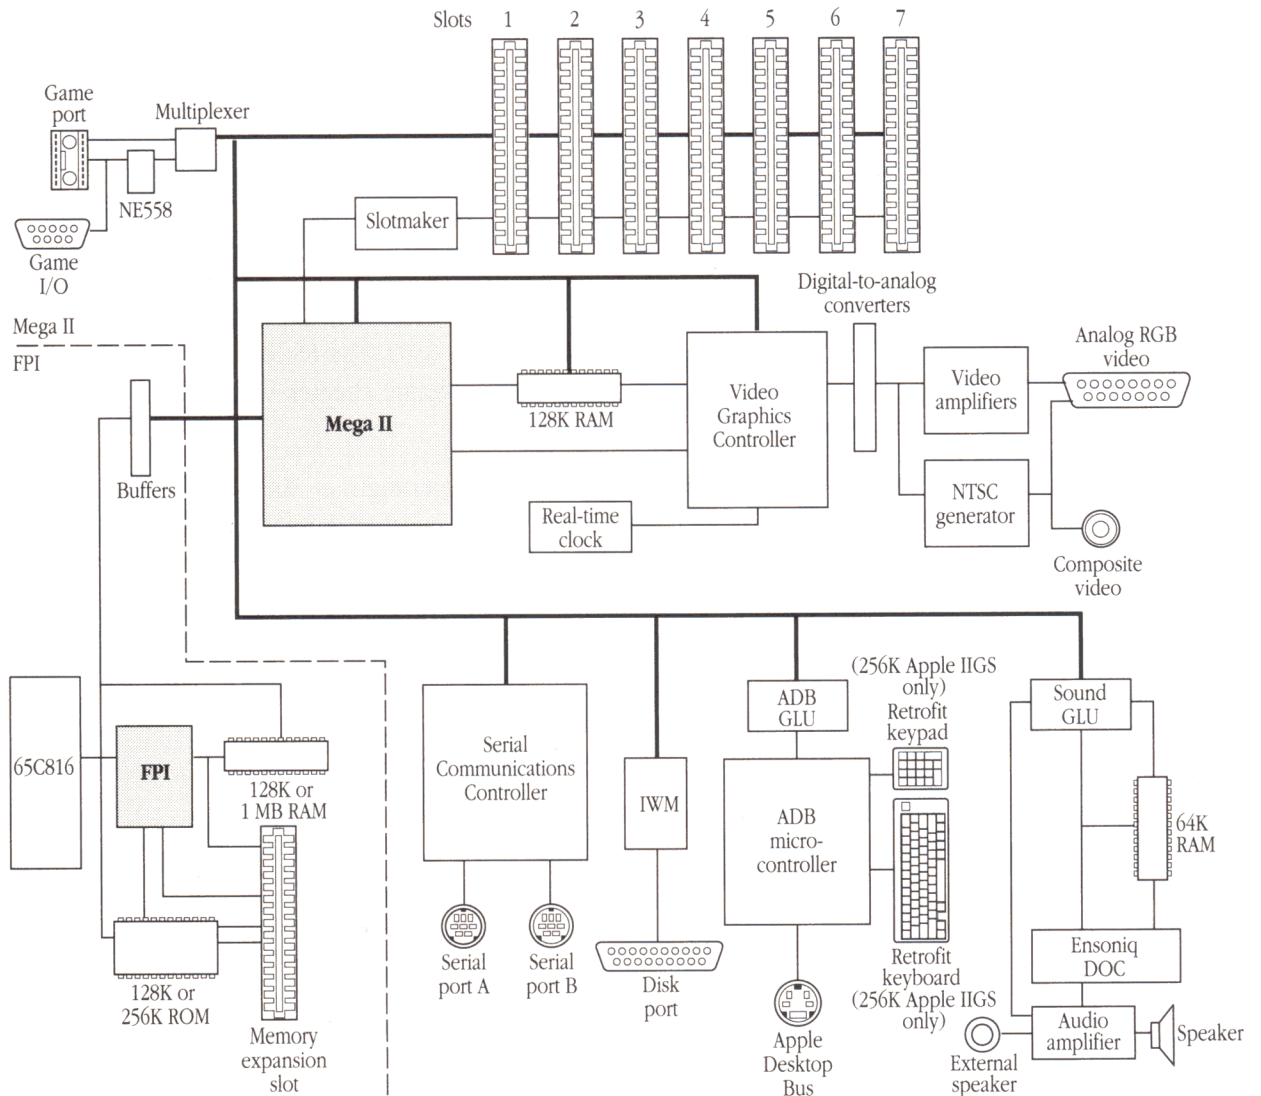 Slots 1 2 3 4 5 6 7
Game
port
Multiplexer
NE558
Slotmaker
Game
I/O
Digital-to-analog
converters
Mega II
FPI
Analog RGB
video
Mega II
128K RAM
Video
Graphics
Controller
Video
amplifiers
Buffers
Real-time
clock
NTSC
generator
Composite
video
65C816
FPI
128K or
1 MB RAM
128K or
256K ROM
Memory
expansion
slot
Serial
Communications
Controller
Serial
port A
Serial
port B
IWM
Disk
port
ADB
GLU
ADB
micro-
controller
Apple
Desktop
Bus
(256K Apple IIGS
only)
Retrofit
keypad
Retrofit
keyboard
(256K Apple IIGS
only)
Sound
GLU
64K
RAM
Ensoniq
DOC
Audio
amplifier
Speaker
External
speaker